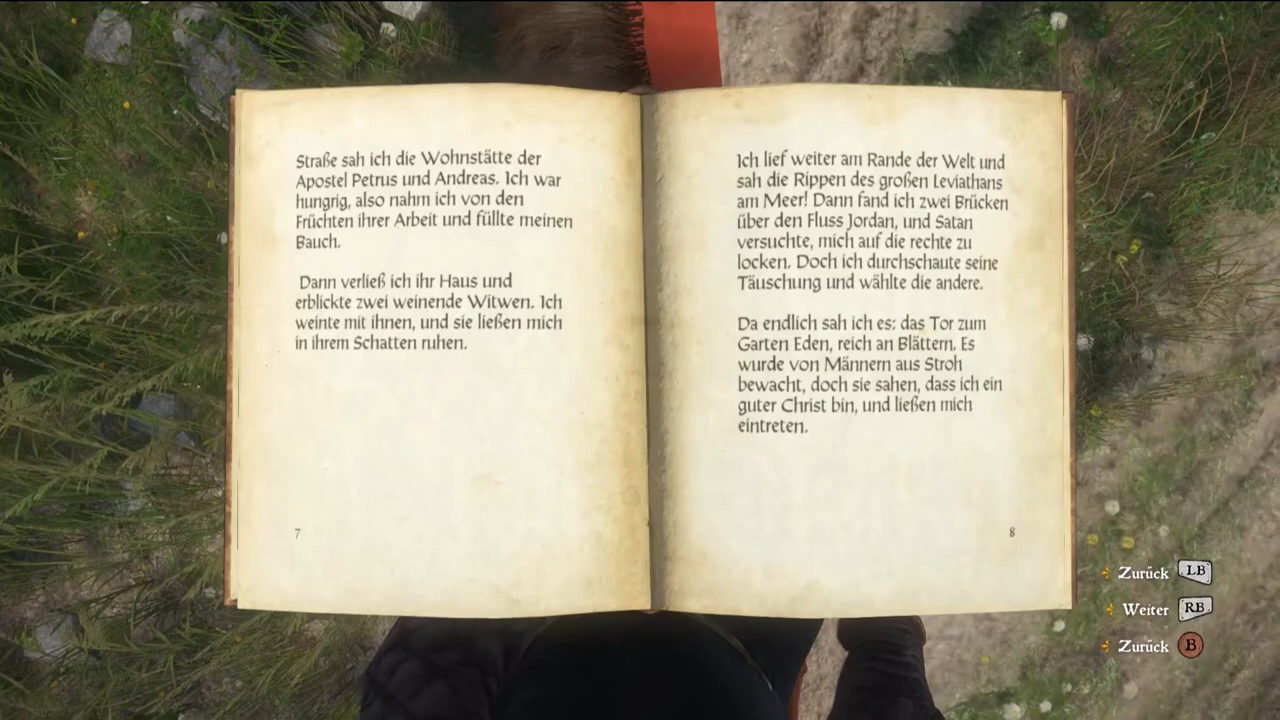 Straße sah ich die Wohnstätte der
Apostel Petrus und Andreas. Ich war
hungrig, also nahm ich von den
Früchten ihrer Arbeit und füllte meinen
Bauch.
Dann verließ ich ihr Haus und
erblickte zwei weinende Witwen. Ich
weinte mit ihnen, und sie ließen mich
in ihrem Schatten ruhen.
7
Ich lief weiter am Rande der Welt und
sah die Rippen des großen Leviathans
am Meer! Dann fand ich zwei Brücken
über den Fluss Jordan, und Satan
versuchte, mich auf die rechte zu
locken. Doch ich durchschaute seine
Täuschung und wählte die andere.
Da endlich sah ich es: das Tor zum
Garten Eden, reich an Blättern. Es
wurde von Männern aus Stroh
bewacht, doch sie sahen, dass ich ein
guter Christ bin, und ließen mich
eintreten.
8
Zurück LB
Weiter RB
Zurück B